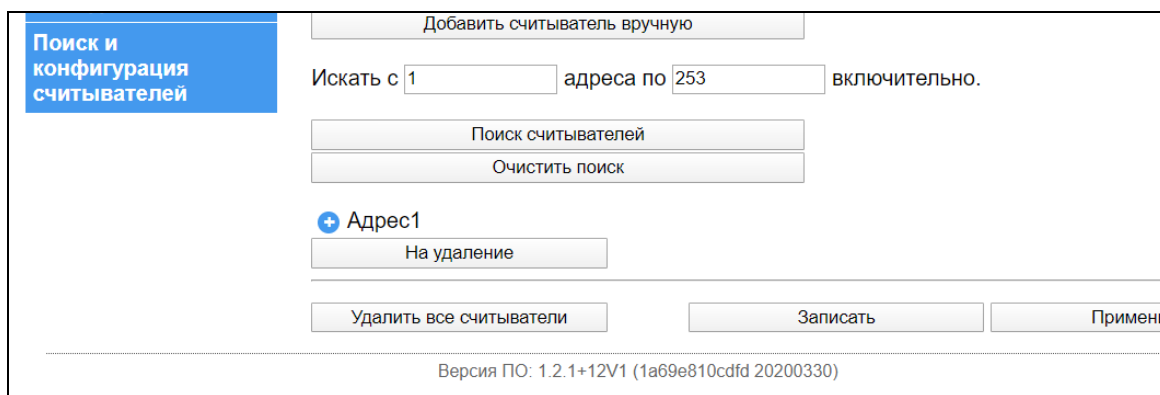 Добавить считыватель вручную
Поиск и
конфигурация
считывателей
Искать с 1 адреса по 253 включительно.
Поиск считывателей
Очистить поиск
Адрес1
На удаление
Удалить все считыватели Записать Примен
Версия ПО: 1.2.1+12V1 (1a69e810cdfd 20200330)